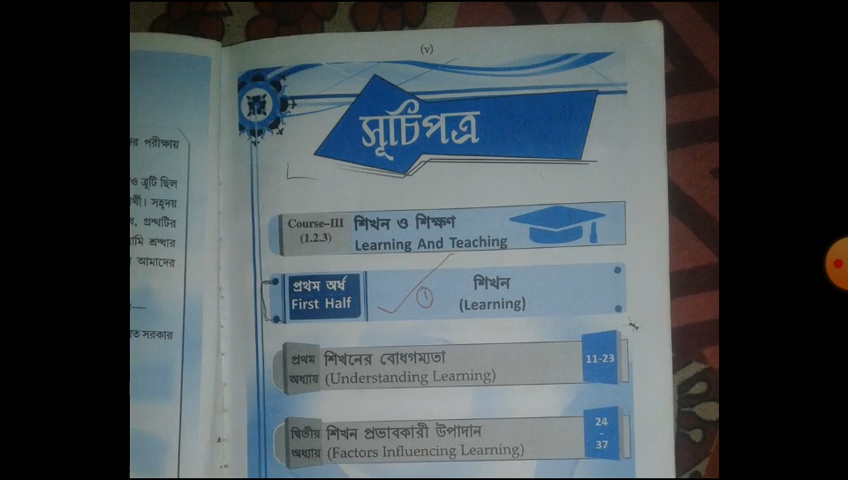 র পরীক্ষায়
ও ত্রুটি ছিল
র্থী। সহৃদয়
, গ্রন্থটির
আমাদের
ত সরকার
(v)
সূচিপত্র
Course–III
(1.2.3)
শিখন ও শিক্ষণ
Learning And Teaching
প্রথম অর্ধ
First Half
১
শিখন
(Learning)
প্রথম
অধ্যায়
শিখনের বোধগম্যতা
(Understanding Learning)
11-23
দ্বিতীয়
অধ্যায়
শিখন প্রভাবকারী উপাদান
(Factors Influencing Learning)
24
-
37